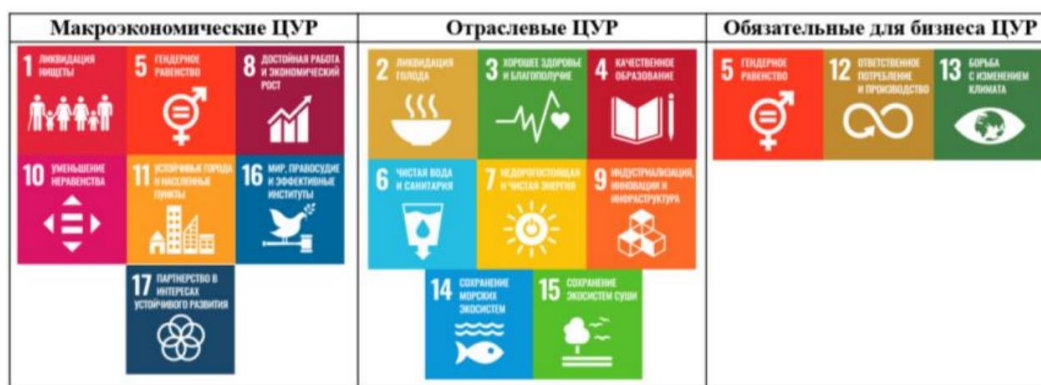 Макроэкономические ЦУР
Отраслевые ЦУР
Обязательные для бизнеса ЦУР
1 ЛИКВИДАЦИЯ
НИЩЕТЫ
5 ГЕНДЕРНОЕ
РАВЕНСТВО
8 ДОСТОЙНАЯ РАБОТА
И ЭКОНОМИЧЕСКИЙ
РОСТ
10 УМЕНЬШЕНИЕ
НЕРАВЕНСТВА
11 УСТОЙЧИВЫЕ ГОРОДА
И НАСЕЛЕННЫЕ
ПУНКТЫ
16 МИР, ПРАВОСУДИЕ
И ЭФФЕКТИВНЫЕ
ИНСТИТУТЫ
17 ПАРТНЕРСТВО В
ИНТЕРЕСАХ
УСТОЙЧИВОГО РАЗВИТИЯ
2 ЛИКВИДАЦИЯ
ГОЛОДА
3 ХОРОШЕЕ ЗДОРОВЬЕ
И БЛАГОПОЛУЧИЕ
4 КАЧЕСТВЕННОЕ
ОБРАЗОВАНИЕ
6 ЧИСТАЯ ВОДА
И САНИТАРИЯ
7 НЕДОРОГОСТОЯЩАЯ
И ЧИСТАЯ ЭНЕРГИЯ
9 ИНДУСТРИАЛИЗАЦИЯ,
ИННОВАЦИИ И
ИНФРАСТРУКТУРА
14 СОХРАНЕНИЕ
МОРСКИХ
ЭКОСИСТЕМ
15 СОХРАНЕНИЕ
ЭКОСИСТЕМ СУШИ
5 ГЕНДЕРНОЕ
РАВЕНСТВО
12 ОТВЕТСТВЕННОЕ
ПОТРЕБЛЕНИЕ
И ПРОИЗВОДСТВО
13 БОРЬБА
С ИЗМЕНЕНИЕМ
КЛИМАТА